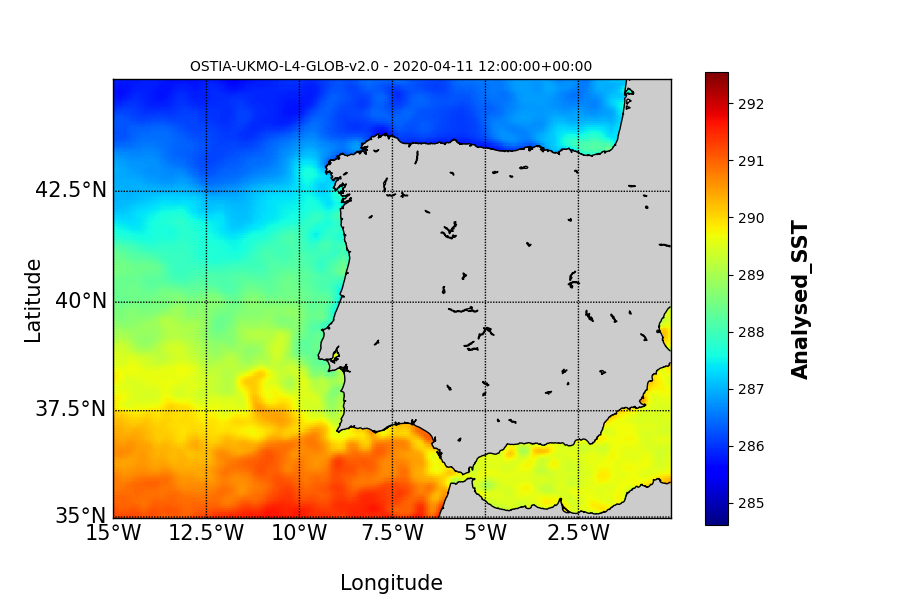 OSTIA-UKMO-L4-GLOB-v2.0 - 2020-04-11 12:00:00+00:00
Latitude
42.5°N
40°N
37.5°N
35°N
15°W 12.5°W 10°W 7.5°W 5°W 2.5°W
Longitude
292
291
290
289
288
287
286
285
Analysed_SST